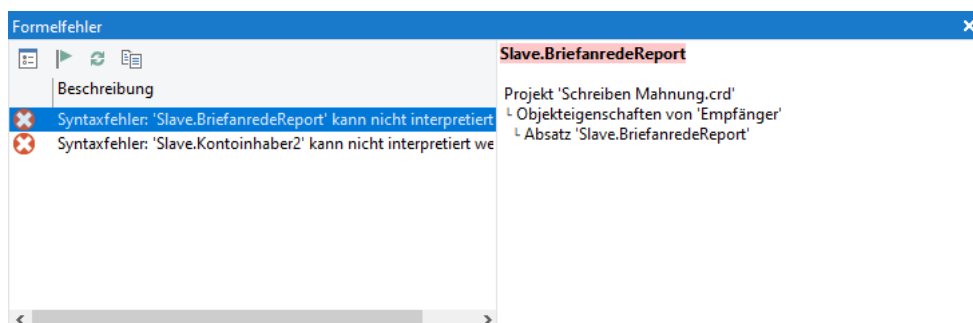 Formelfehler
Beschreibung
Syntaxfehler: 'Slave.BriefanredeReport' kann nicht interpretiert
Syntaxfehler: 'Slave.Kontoinhaber2' kann nicht interpretiert we
Slave.BriefanredeReport
Projekt 'Schreiben Mahnung.crd'
Objekteigenschaften von 'Empfänger'
Absatz 'Slave.BriefanredeReport'